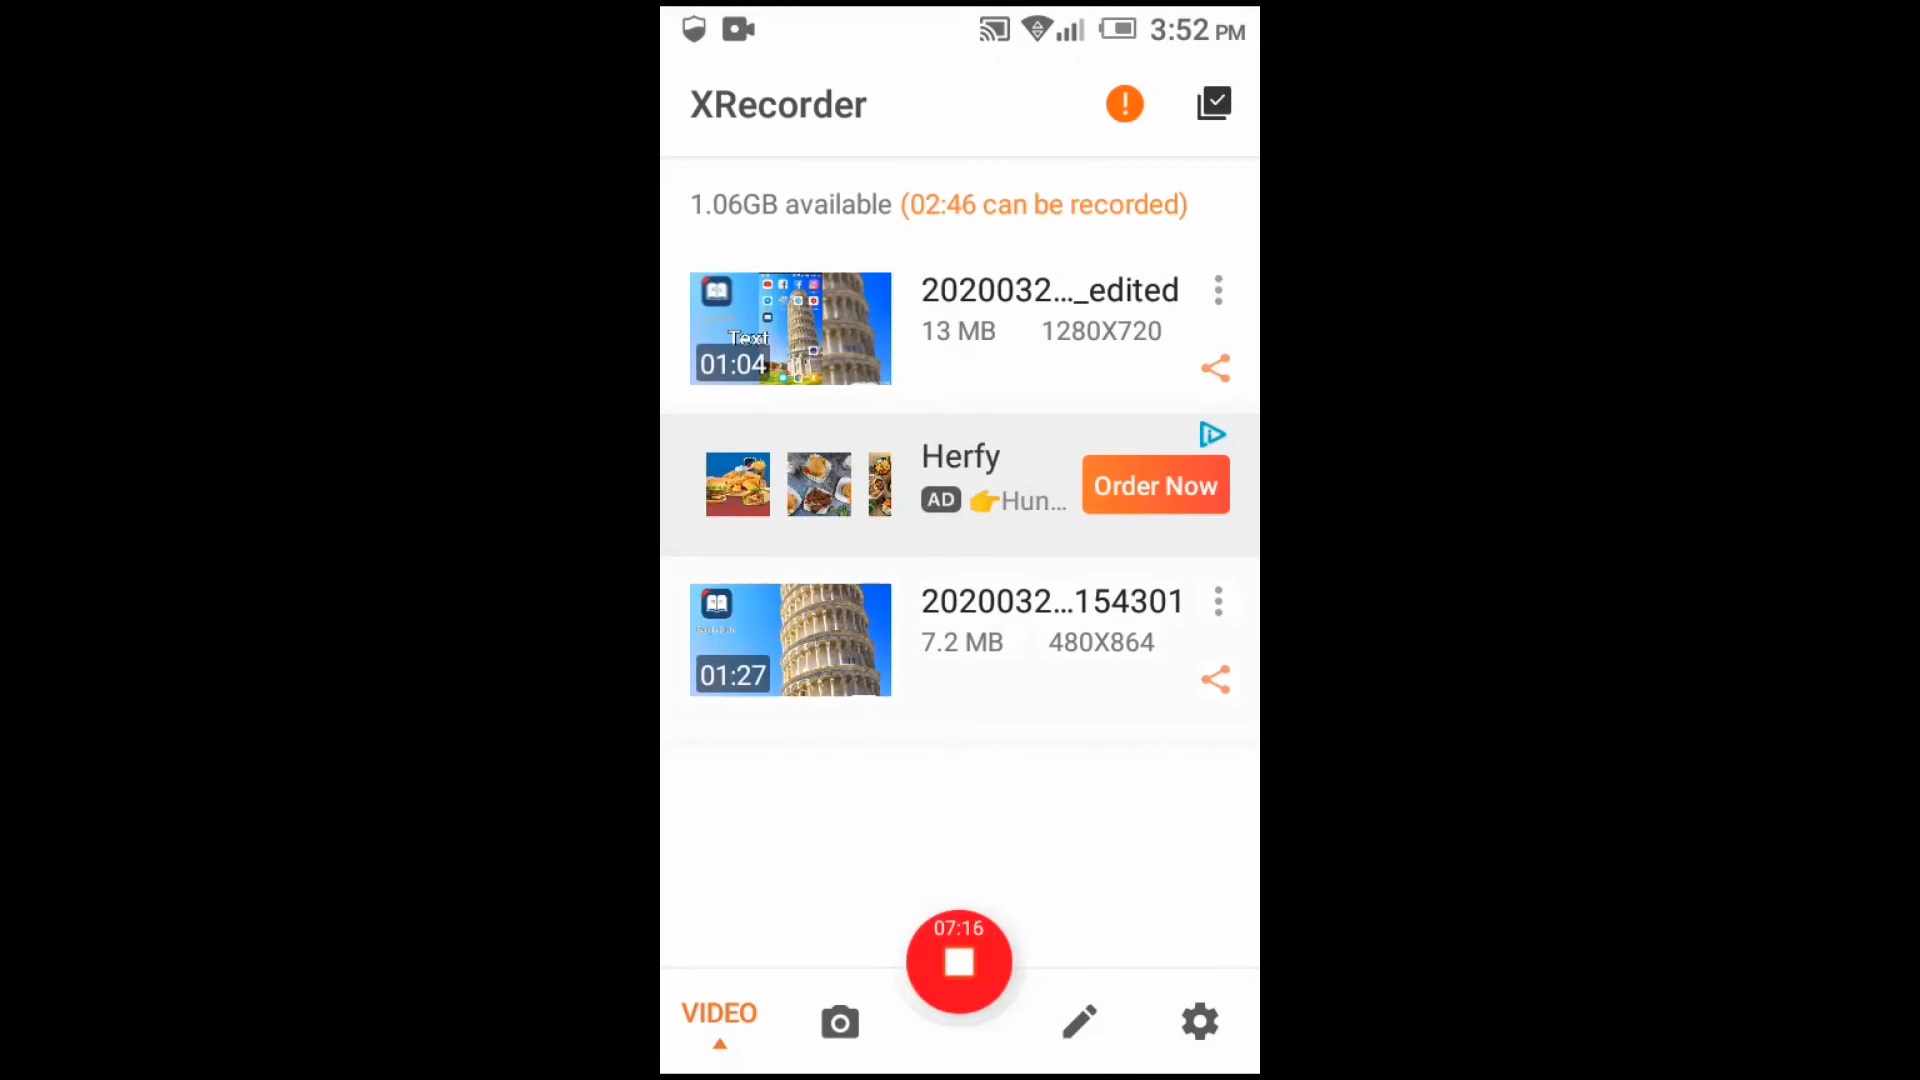 3:52 PM
XRecorder
1.06GB available (02:46 can be recorded)
2020032..._edited
13 MB 1280X720
Text
01:04
Herfy
AD 👉Hun...
Order Now
2020032...154301
7.2 MB 480X864
01:27
07:16
VIDEO